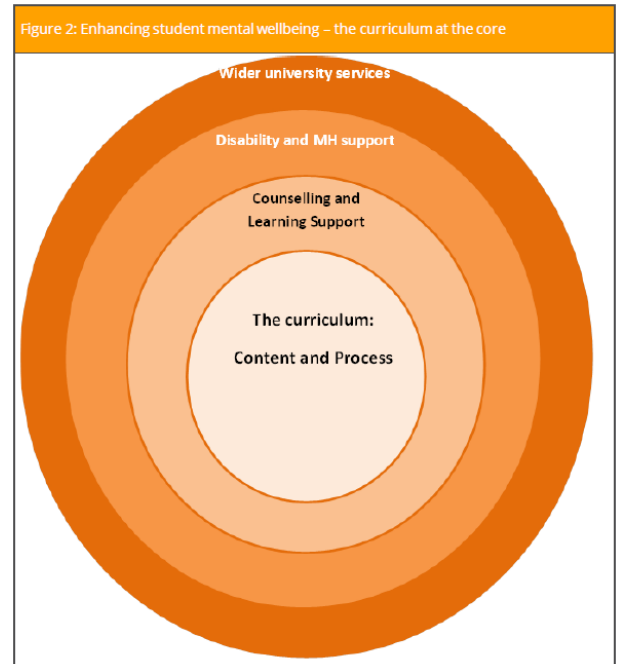 Figure 2: Enhancing student mental wellbeing – the curriculum at the core
Wider university services
Disability and MH support
Counselling and
Learning Support
The curriculum:
Content and Process